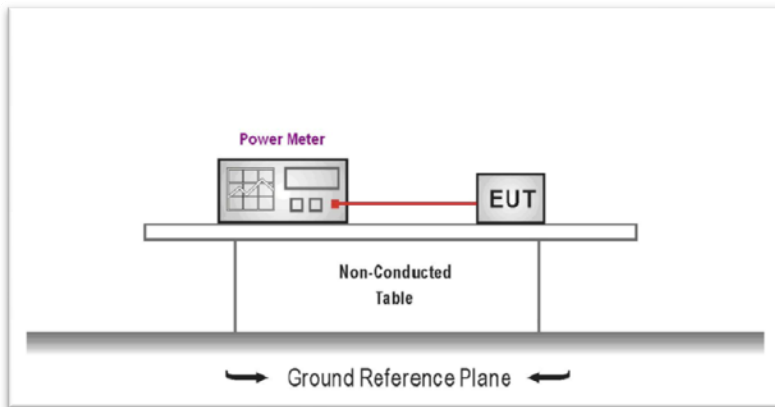 Power Meter
EUT
Non-Conducted
Table
Ground Reference Plane